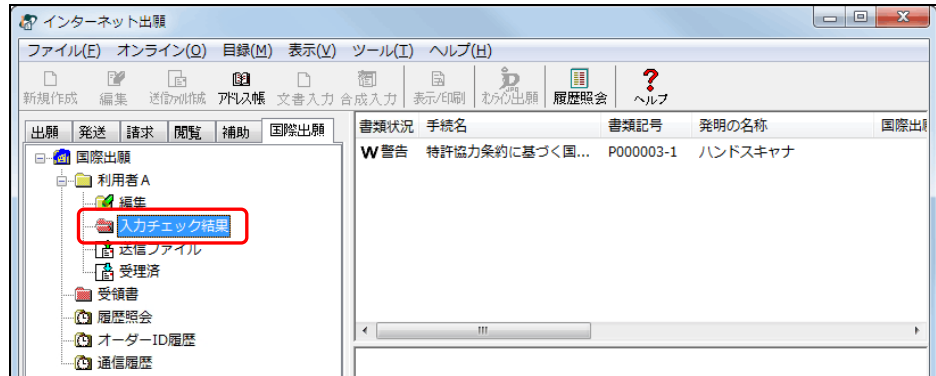 インターネット出願
ファイル(F) オンライン(O) 目録(M) 表示(V) ツール(T) ヘルプ(H)
新規作成 編集 送信ファイル作成 アドレス帳 文書入力 合成入力 表示/印刷 オンライン出願 履歴照会 ヘルプ
出願 発送 請求 閲覧 補助 国際出願
書類状況 手続名 書類記号 発明の名称 国際出
W警告 特許協力条約に基づく国... P000003-1 ハンドスキャナ
国際出願
利用者A
編集
入力チェック結果
送信ファイル
受理済
受領書
履歴照会
オーダーID履歴
通信履歴